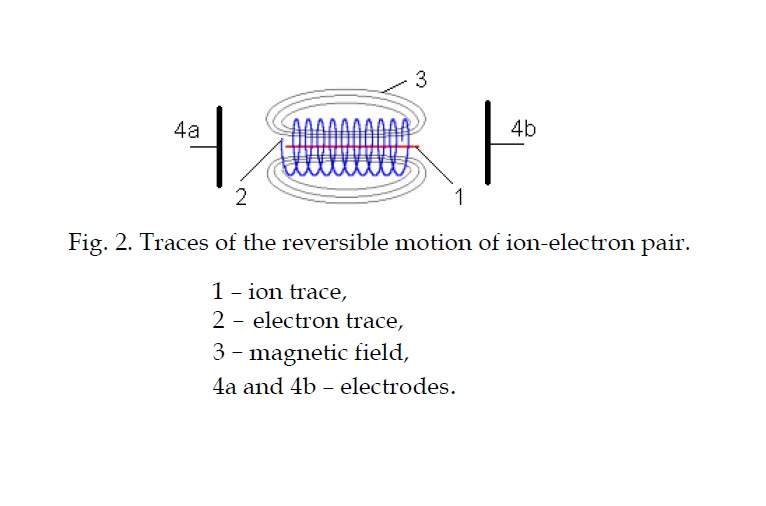 3
4a
4b
2
1
Fig. 2. Traces of the reversible motion of ion-electron pair.
1 – ion trace,
2 – electron trace,
3 – magnetic field,
4a and 4b – electrodes.